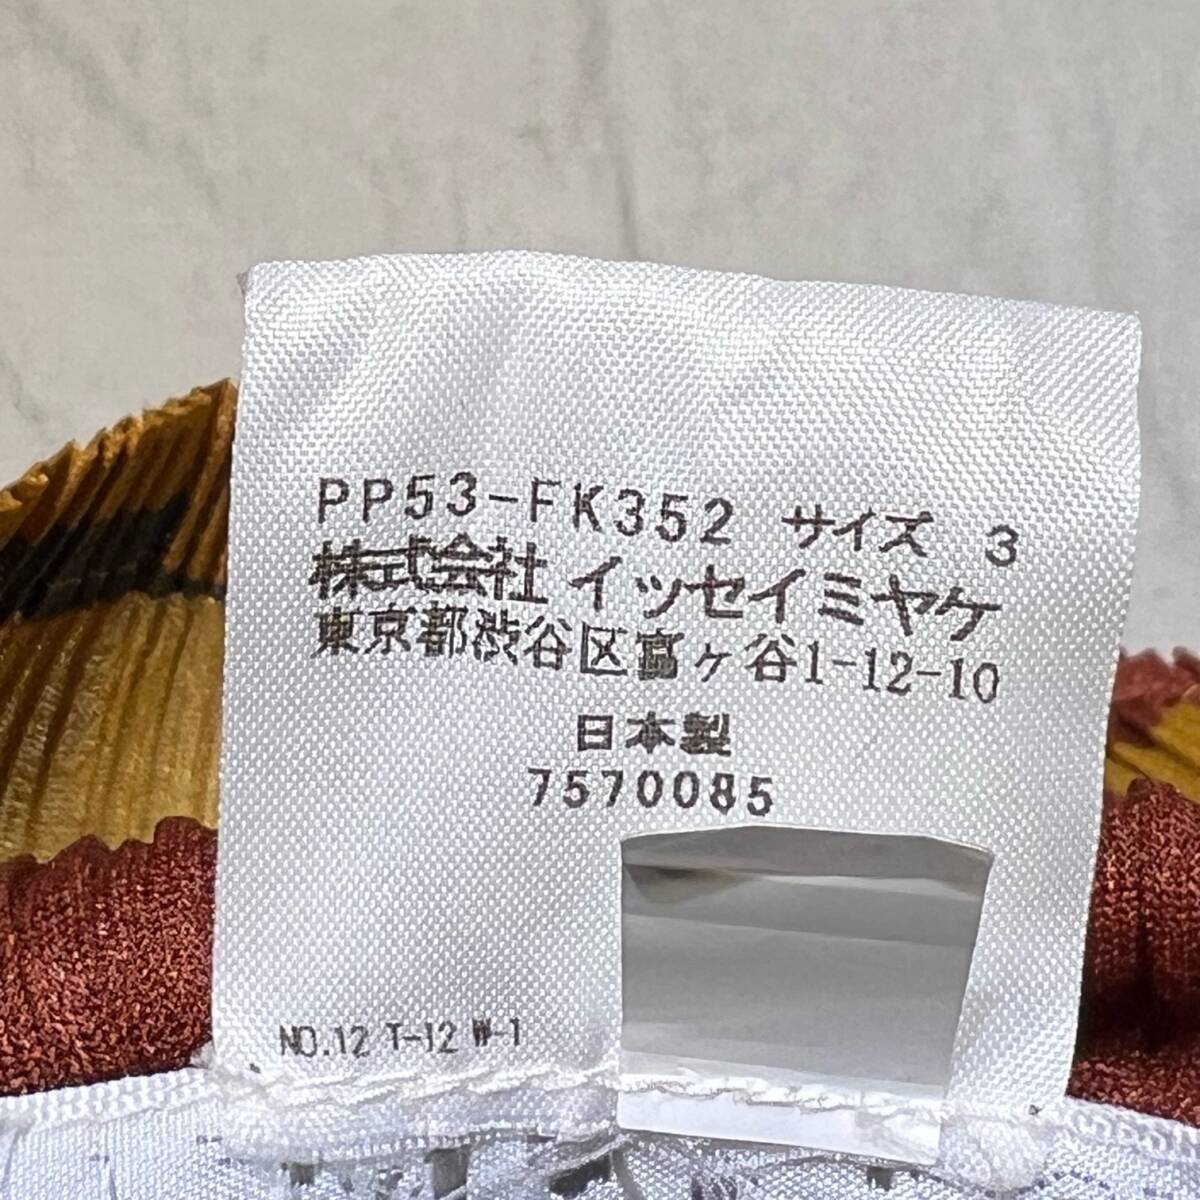 PP53-FK352 サイズ 3
株式会社 イッセイミヤケ
東京都渋谷区富ヶ谷1-12-10
日本製
7570085
NO.12 T-12 W-1